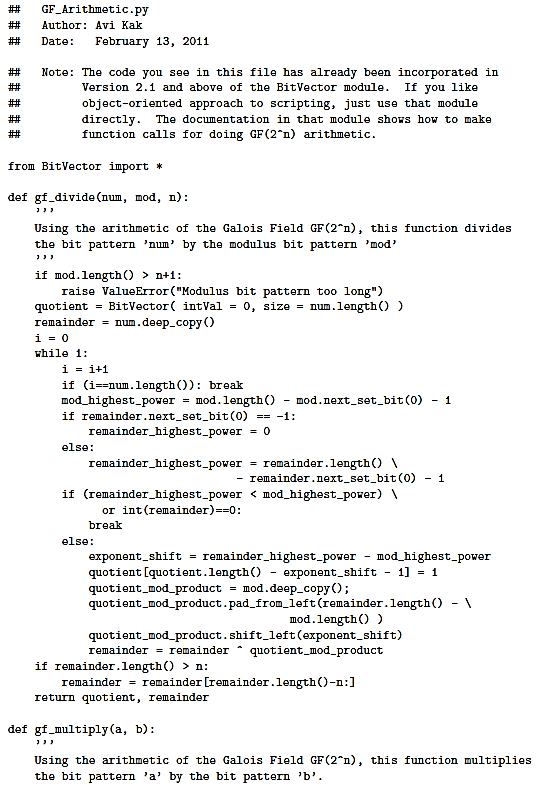 ##   GF_Arithmetic.py
##   Author: Avi Kak
##   Date:   February 13, 2011
##   Note: The code you see in this file has already been incorporated in
##         Version 2.1 and above of the BitVector module.  If you like
##         object-oriented approach to scripting, just use that module
##         directly.  The documentation in that module shows how to make
##         function calls for doing GF(2^n) arithmetic.
from BitVector import *
def gf_divide(num, mod, n):
    '''
    Using the arithmetic of the Galois Field GF(2^n), this function divides
    the bit pattern 'num' by the modulus bit pattern 'mod'
    '''
    if mod.length() > n+1:
        raise ValueError("Modulus bit pattern too long")
    quotient = BitVector( intVal = 0, size = num.length() )
    remainder = num.deep_copy()
    i = 0
    while 1:
        i = i+1
        if (i==num.length()): break
        mod_highest_power = mod.length() - mod.next_set_bit(0) - 1
        if remainder.next_set_bit(0) == -1:
            remainder_highest_power = 0
        else:
            remainder_highest_power = remainder.length() \
                                  - remainder.next_set_bit(0) - 1
        if (remainder_highest_power < mod_highest_power) \
              or int(remainder)==0:
            break
        else:
            exponent_shift = remainder_highest_power - mod_highest_power
            quotient[quotient.length() - exponent_shift - 1] = 1
            quotient_mod_product = mod.deep_copy();
            quotient_mod_product.pad_from_left(remainder.length() - \
                                          mod.length() )
            quotient_mod_product.shift_left(exponent_shift)
            remainder = remainder ^ quotient_mod_product
    if remainder.length() > n:
        remainder = remainder[remainder.length()-n:]
    return quotient, remainder
def gf_multiply(a, b):
    '''
    Using the arithmetic of the Galois Field GF(2^n), this function multiplies
    the bit pattern 'a' by the bit pattern 'b'.